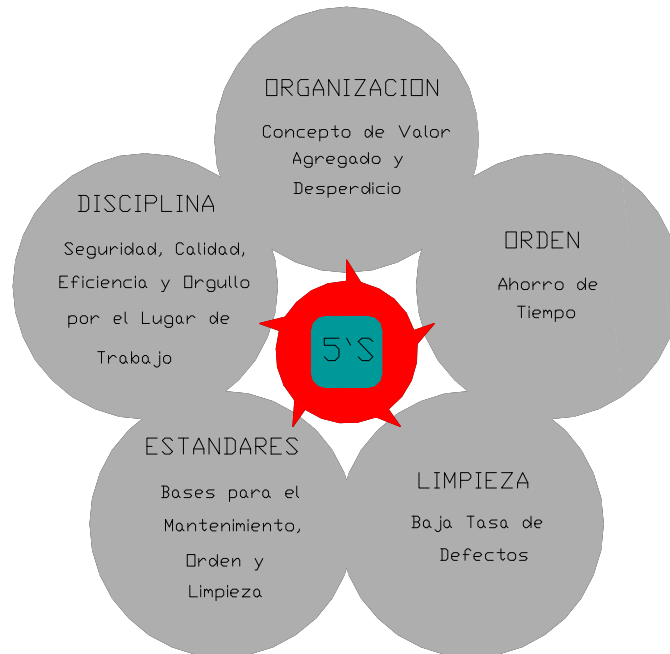 ORGANIZACION
Concepto de Valor
Agregado y
Desperdicio
ORDEN
Ahorro de
Tiempo
LIMPIEZA
Baja Tasa de
Defectos
ESTANDARES
Bases para el
Mantenimiento,
Orden y
Limpieza
DISCIPLINA
Seguridad, Calidad,
Eficiencia y Orgullo
por el Lugar de
Trabajo
5`S